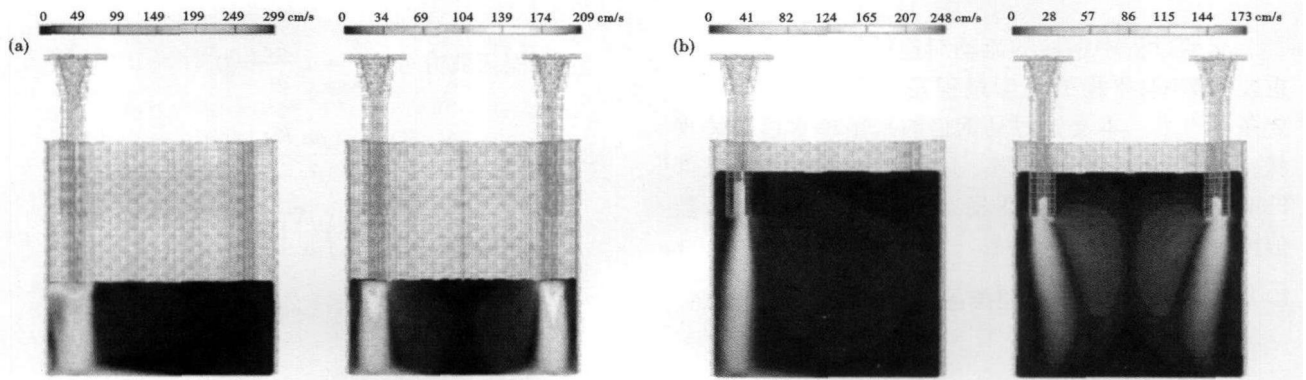 0 49 99 149 199 249 299 cm/s
0 34 69 104 139 174 209 cm/s
0 41 82 124 165 207 248 cm/s
0 28 57 86 115 144 173 cm/s
(a)
(b)